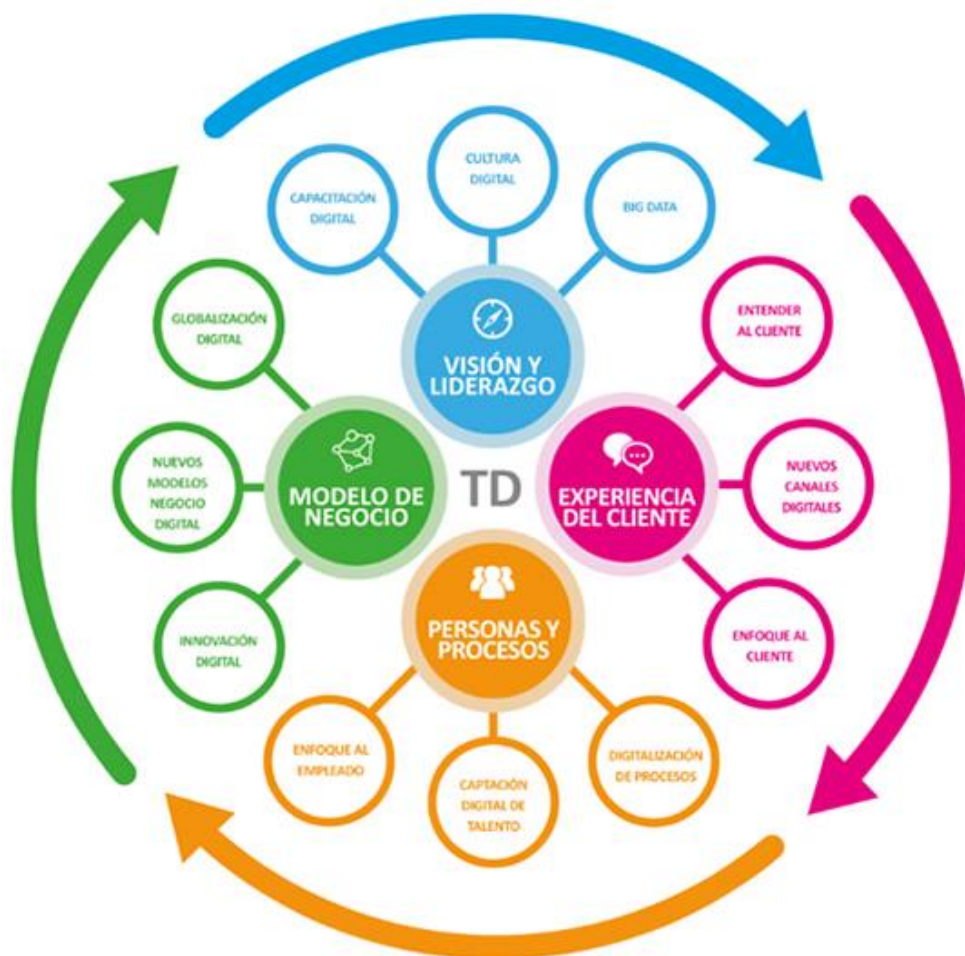 CULTURA
DIGITAL
CAPACITACIÓN
DIGITAL
BIG DATA
VISIÓN Y
LIDERAZGO
ENTENDER
AL CLIENTE
NUEVOS
CANALES
DIGITALES
ENFOQUE AL
CLIENTE
EXPERIENCIA
DEL CLIENTE
TD
GLOBALIZACIÓN
DIGITAL
NUEVOS
MODELOS
NEGOCIO
DIGITAL
INNOVACIÓN
DIGITAL
MODELO DE
NEGOCIO
PERSONAS Y
PROCESOS
ENFOQUE AL
EMPLEADO
CAPTACIÓN
DIGITAL DE
TALENTO
DIGITALIZACIÓN
DE PROCESOS